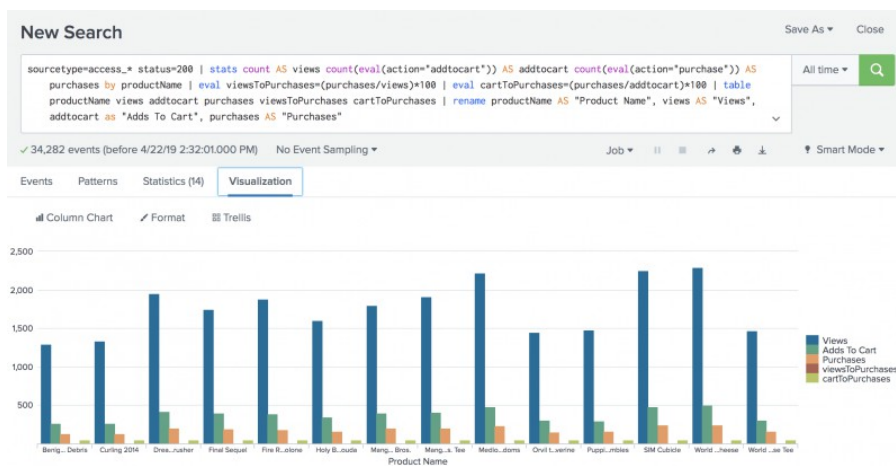 New Search
Save As Close
sourcetype=access_* status=200 | stats count AS views count(eval(action="addtocart")) AS addtocart count(eval(action="purchase")) AS
purchases by productName | eval viewsToPurchases=(purchases/views)*100 | eval cartToPurchases=(purchases/addtocart)*100 | table
productName views addtocart purchases viewsToPurchases cartToPurchases | rename productName AS "Product Name", views AS "Views",
addtocart as "Adds To Cart", purchases AS "Purchases"
All time
34,282 events (before 4/22/19 2:32:01.000 PM) No Event Sampling Job Smart Mode
Events Patterns Statistics (14) Visualization
Column Chart Format Trellis
2,500
2,000
1,500
1,000
500
Views
Adds To Cart
Purchases
viewsToPurchases
cartToPurchases
Benig... Debris Curling 2014 Drea...rusher Final Sequel Fire R...olone Holy B...ouda Mang... Bros. Mang...s. Tee Medio...doms Orvil t...verine Puppi...mbies SIM Cubicle World ...heese World ...ae Tee
Product Name